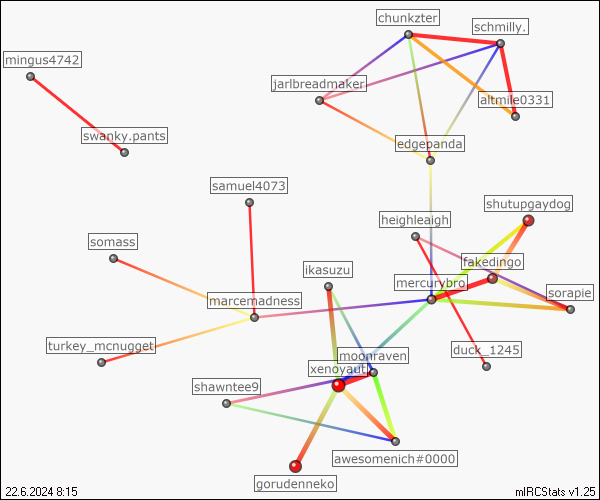 chunkzter
schmilly.
mingus4742
jarlbreadmaker
altmile0331
swanky.pants
edgepanda
samuel4073
shutupgaydog
heighleaigh
somass
ikasuzu
fakedingo
mercurybro
sorapie
marcemadness
turkey_mcnugget
moonraven
duck_1245
xenoyaut
shawntee9
awesomenich#0000
gorudenneko
22.6.2024 8:15
mIRCStats v1.25